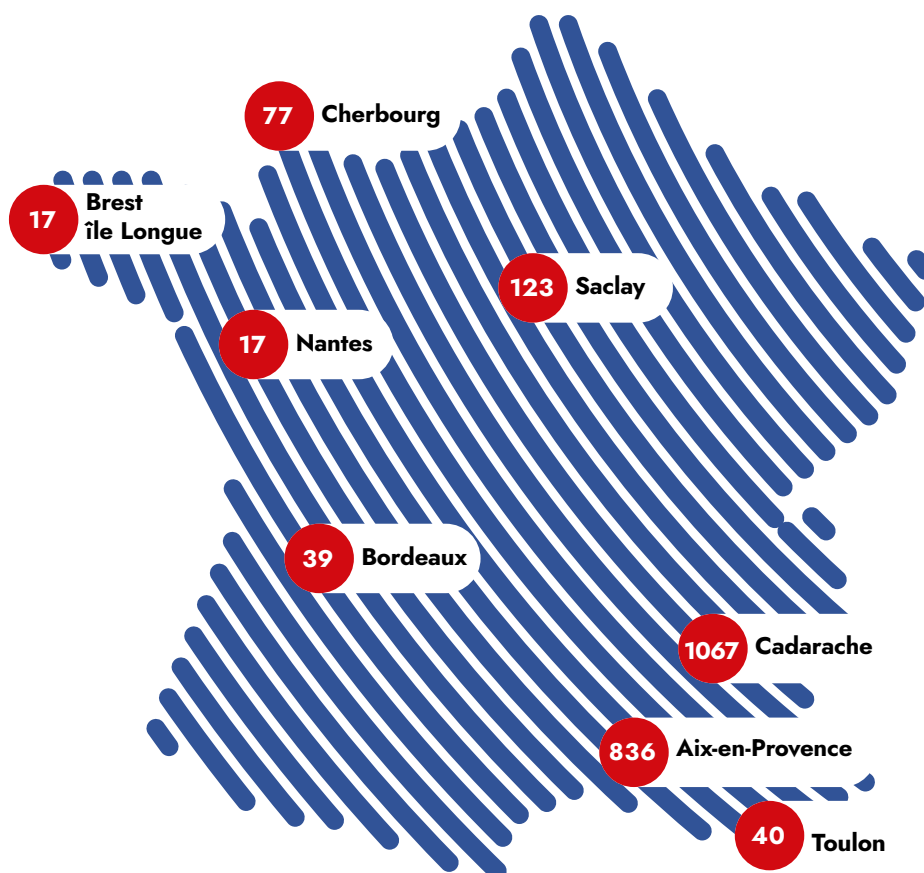 77 Cherbourg
17 Brest
île Longue
123 Saclay
17 Nantes
39 Bordeaux
1067 Cadarache
836 Aix-en-Provence
40 Toulon